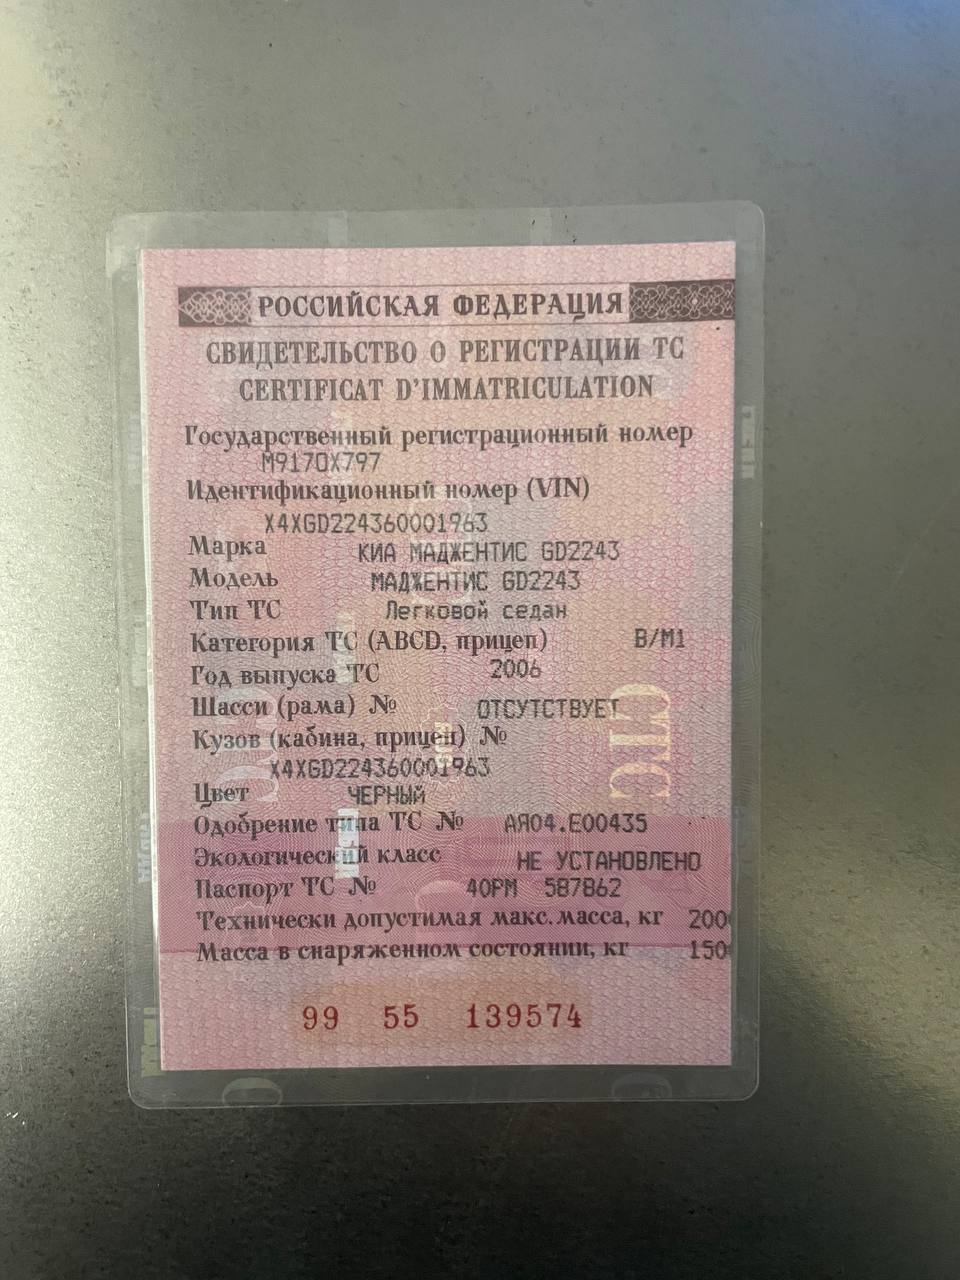 РОССИЙСКАЯ ФЕДЕРАЦИЯ
СВИДЕТЕЛЬСТВО О РЕГИСТРАЦИИ ТС
CERTIFICAT D'IMMATRICULATION
Государственный регистрационный номер
М917ОХ797
Идентификационный номер (VIN)
X4XGD224360001963
Марка КИА МАДЖЕНТИС GD2243
Модель МАДЖЕНТИС GD2243
Тип ТС Легковой седан
Категория ТС (ABCD, прицеп) B/M1
Год выпуска ТС 2006
Шасси (рама) № ОТСУТСТВУЕТ
Кузов (кабина, прицеп) №
X4XGD224360001963
Цвет ЧЕРНЫЙ
Одобрение типа ТС № АЯ04.Е00435
Экологический класс НЕ УСТАНОВЛЕНО
Паспорт ТС № 40РМ 587862
Технически допустимая макс. масса, кг 200
Масса в снаряженном состоянии, кг 150
99 55 139574
СТС